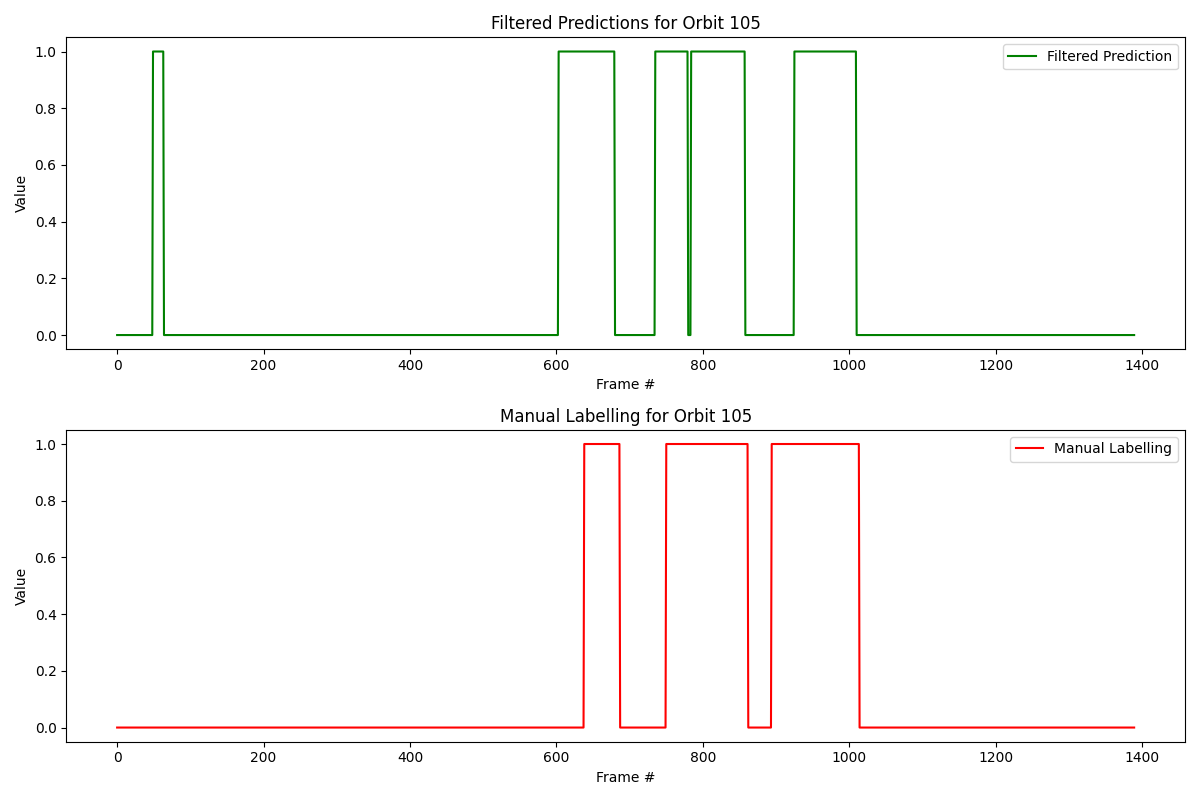 Filtered Predictions for Orbit 105
1.0
0.8
0.6
0.4
0.2
0.0
Value
Filtered Prediction
0 200 400 600 800 1000 1200 1400
Frame #
Manual Labelling for Orbit 105
1.0
0.8
0.6
0.4
0.2
0.0
Value
Manual Labelling
0 200 400 600 800 1000 1200 1400
Frame #